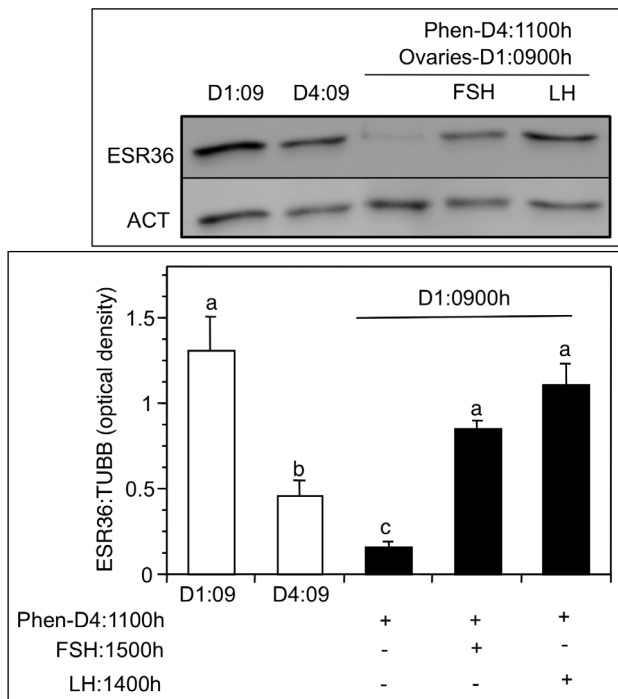 Phen-D4:1100h
Ovaries-D1:0900h
D1:09 D4:09 FSH LH
ESR36
ACT
D1:0900h
a
a
a
b
c
ESR36:TUBB (optical density)
1.5
1
0.5
0
D1:09 D4:09
Phen-D4:1100h + + +
FSH:1500h - + -
LH:1400h - - +